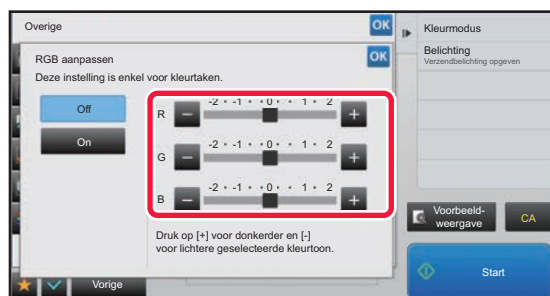 Overige
OK
RGB aanpassen
OK
Deze instelling is enkel voor kleurtaken.
Off
On
R
-2 • -1 • • 0 • • 1 • 2
G
-2 • -1 • • 0 • • 1 • 2
B
-2 • -1 • • 0 • • 1 • 2
Druk op [+] voor donkerder en [-]
voor lichtere geselecteerde kleurtoon.
Vorige
Kleurmodus
Belichting
Verzendbelichting opgeven
Voorbeeld-
weergave
CA
Start